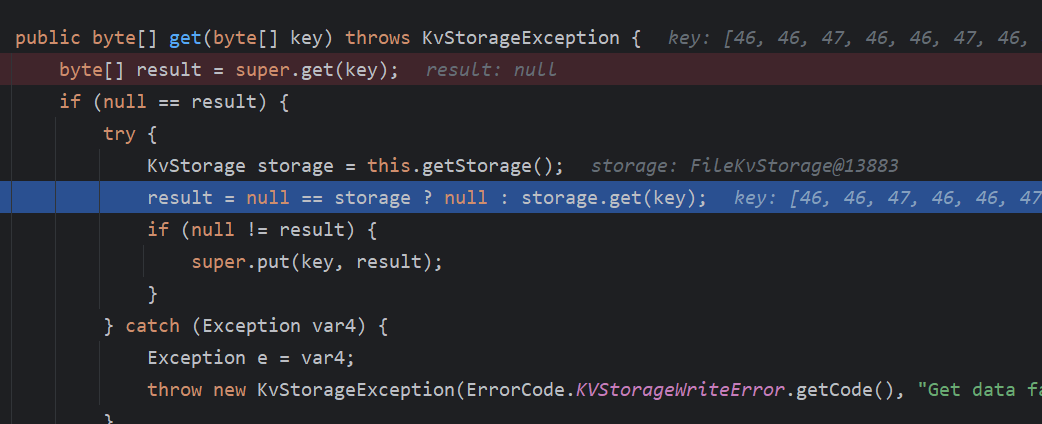 public byte[] get(byte[] key) throws KvStorageException {   key: [46, 46, 47, 46, 46, 47, 46,
    byte[] result = super.get(key);   result: null
    if (null == result) {
        try {
            KvStorage storage = this.getStorage();   storage: FileKvStorage@13883
            result = null == storage ? null : storage.get(key);   key: [46, 46, 47, 46, 46, 47
            if (null != result) {
                super.put(key, result);
            }
        } catch (Exception var4) {
            Exception e = var4;
            throw new KvStorageException(ErrorCode.KVStorageWriteError.getCode(), "Get data fa
        }